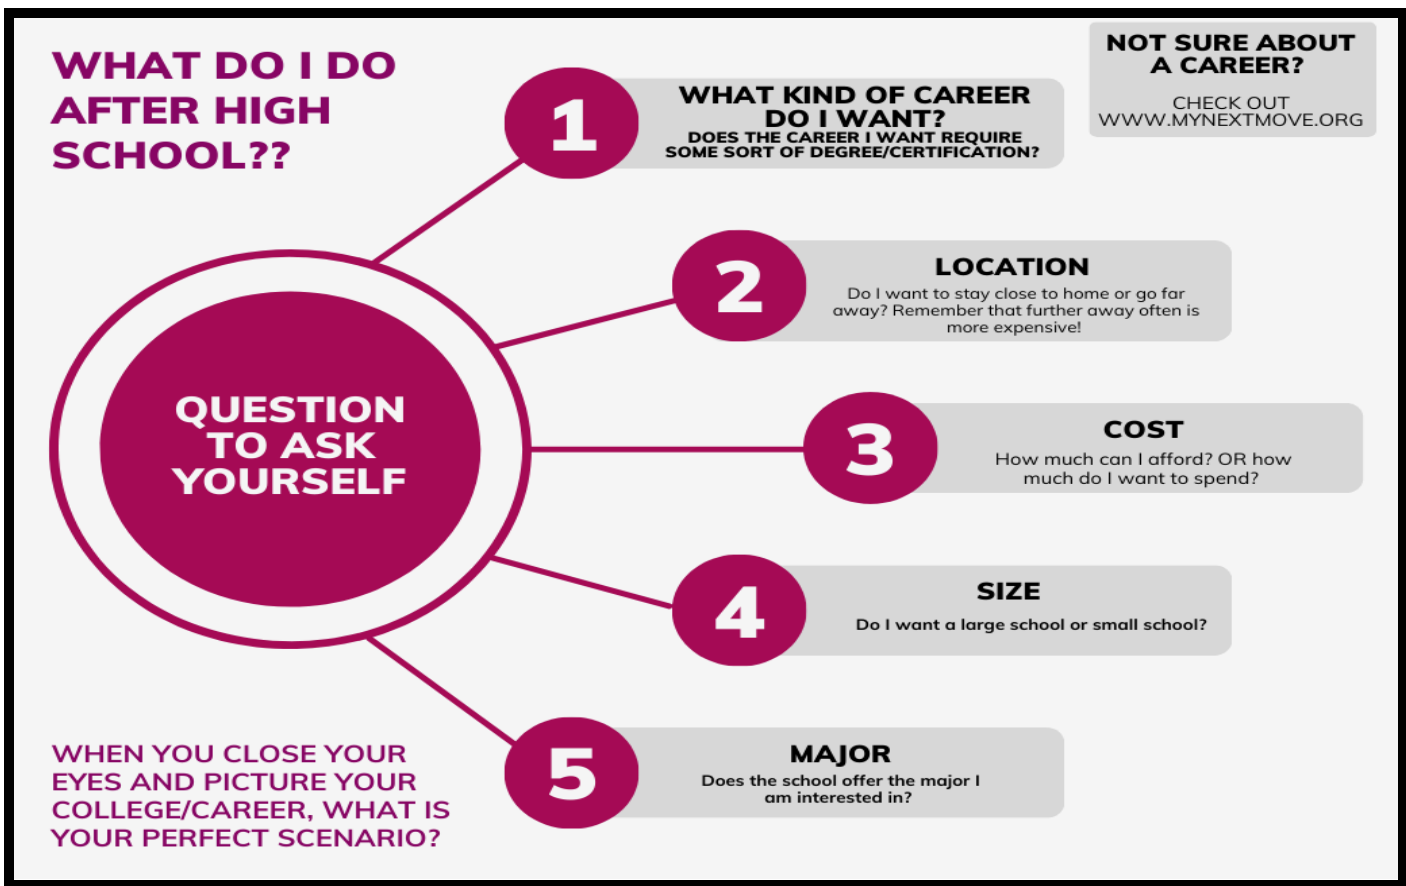 WHAT DO I DO
AFTER HIGH
SCHOOL??
NOT SURE ABOUT
A CAREER?
CHECK OUT
WWW.MYNEXTMOVE.ORG
QUESTION
TO ASK
YOURSELF
1
WHAT KIND OF CAREER
DO I WANT?
DOES THE CAREER I WANT REQUIRE
SOME SORT OF DEGREE/CERTIFICATION?
2
LOCATION
Do I want to stay close to home or go far
away? Remember that further away often is
more expensive!
3
COST
How much can I afford? OR how
much do I want to spend?
4
SIZE
Do I want a large school or small school?
5
MAJOR
Does the school offer the major I
am interested in?
WHEN YOU CLOSE YOUR
EYES AND PICTURE YOUR
COLLEGE/CAREER, WHAT IS
YOUR PERFECT SCENARIO?